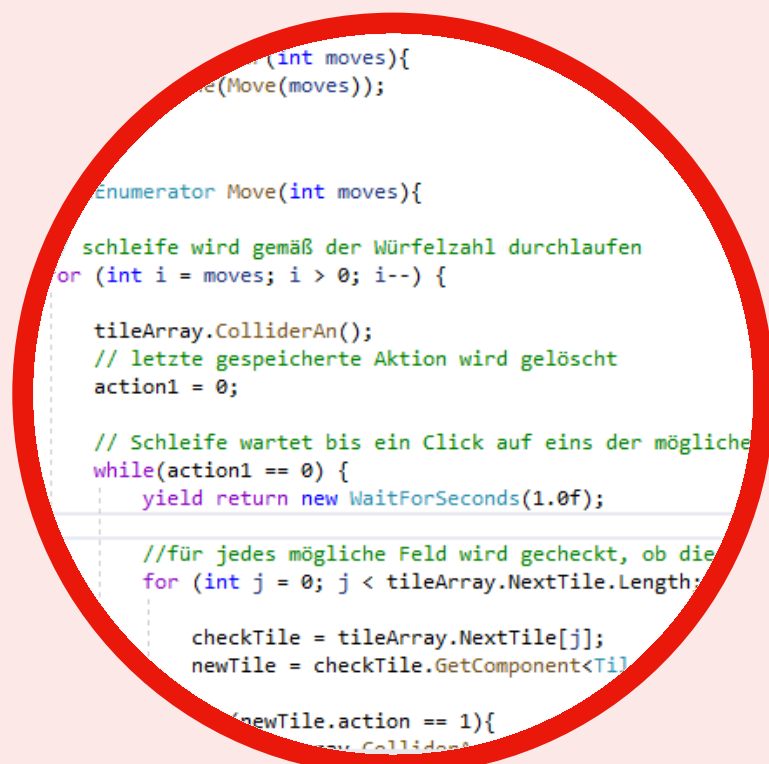 (int moves){
(Move(moves));
Enumerator Move(int moves){
schleife wird gemäß der Würfelzahl durchlaufen
or (int i = moves; i > 0; i--) {
tileArray.ColliderAn();
// letzte gespeicherte Aktion wird gelöscht
action1 = 0;
// Schleife wartet bis ein Click auf eins der mögliche
while(action1 == 0) {
yield return new WaitForSeconds(1.0f);
//für jedes mögliche Feld wird gecheckt, ob die
for (int j = 0; j < tileArray.NextTile.Length;
checkTile = tileArray.NextTile[j];
newTile = checkTile.GetComponent<Til
(newTile.action == 1){